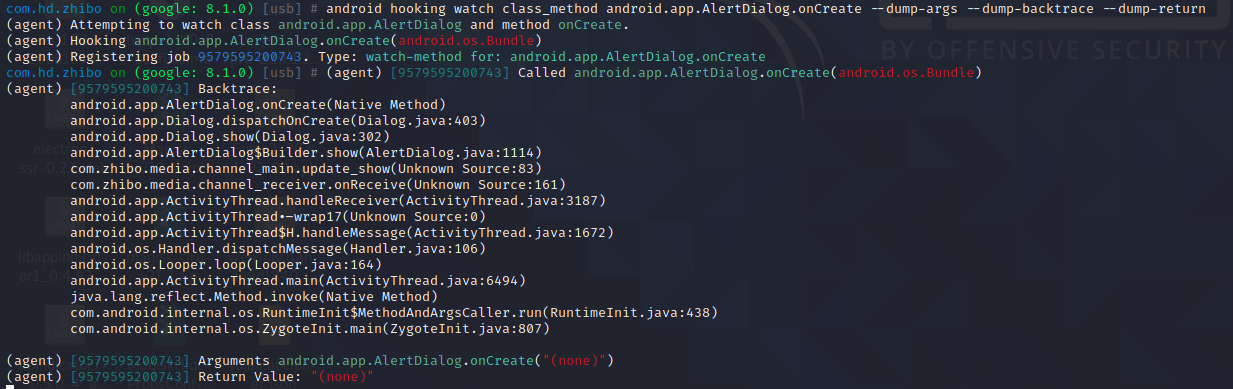 com.hd.zhibo on (google: 8.1.0) [usb] # android hooking watch class_method android.app.AlertDialog.onCreate --dump-args --dump-backtrace --dump-return
(agent) Attempting to watch class android.app.AlertDialog and method onCreate.
(agent) Hooking android.app.AlertDialog.onCreate(android.os.Bundle)
(agent) Registering job 9579595200743. Type: watch-method for: android.app.AlertDialog.onCreate
BY OFFENSIVE SECURITY
com.hd.zhibo on (google: 8.1.0) [usb] # (agent) [9579595200743] Called android.app.AlertDialog.onCreate(android.os.Bundle)
(agent) [9579595200743] Backtrace:
android.app.AlertDialog.onCreate(Native Method)
android.app.Dialog.dispatchOnCreate(Dialog.java:403)
android.app.Dialog.show(Dialog.java:302)
android.app.AlertDialog$Builder.show(AlertDialog.java:1114)
com.zhibo.media.channel_main.update_show(Unknown Source:83)
com.zhibo.media.channel_receiver.onReceive(Unknown Source:161)
android.app.ActivityThread.handleReceiver(ActivityThread.java:3187)
android.app.ActivityThread.-wrap17(Unknown Source:0)
android.app.ActivityThread$H.handleMessage(ActivityThread.java:1672)
android.os.Handler.dispatchMessage(Handler.java:106)
android.os.Looper.loop(Looper.java:164)
android.app.ActivityThread.main(ActivityThread.java:6494)
java.lang.reflect.Method.invoke(Native Method)
com.android.internal.os.RuntimeInit$MethodAndArgsCaller.run(RuntimeInit.java:438)
com.android.internal.os.ZygoteInit.main(ZygoteInit.java:807)
(agent) [9579595200743] Arguments android.app.AlertDialog.onCreate("(none)")
(agent) [9579595200743] Return Value: "(none)"